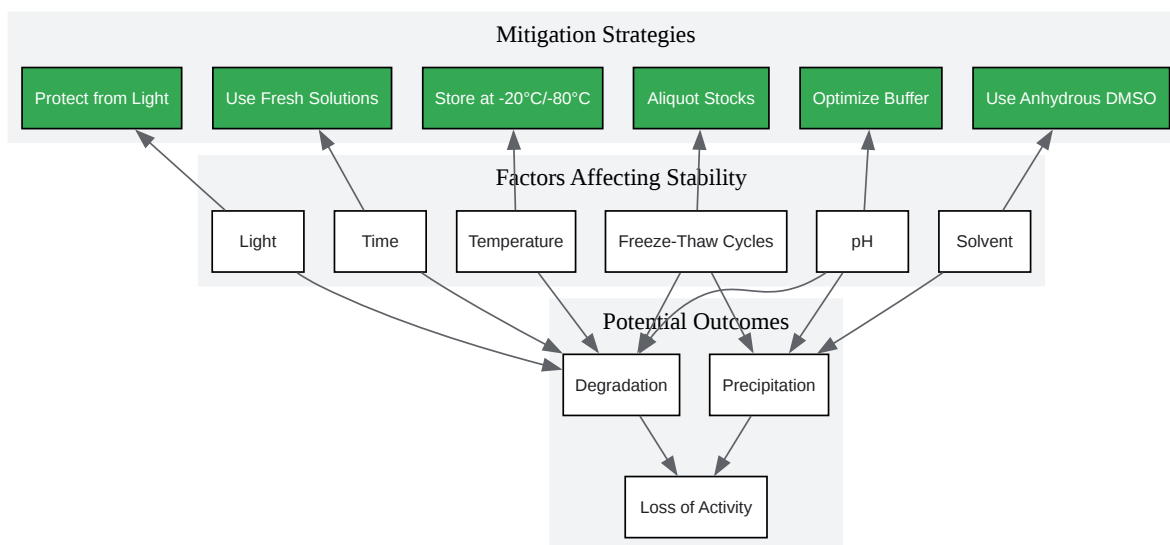 Mitigation Strategies
Protect from Light
Use Fresh Solutions
Store at -20°C/-80°C
Aliquot Stocks
Optimize Buffer
Use Anhydrous DMSO
Factors Affecting Stability
Light
Time
Temperature
Freeze-Thaw Cycles
pH
Solvent
Potential Outcomes
Degradation
Precipitation
Loss of Activity